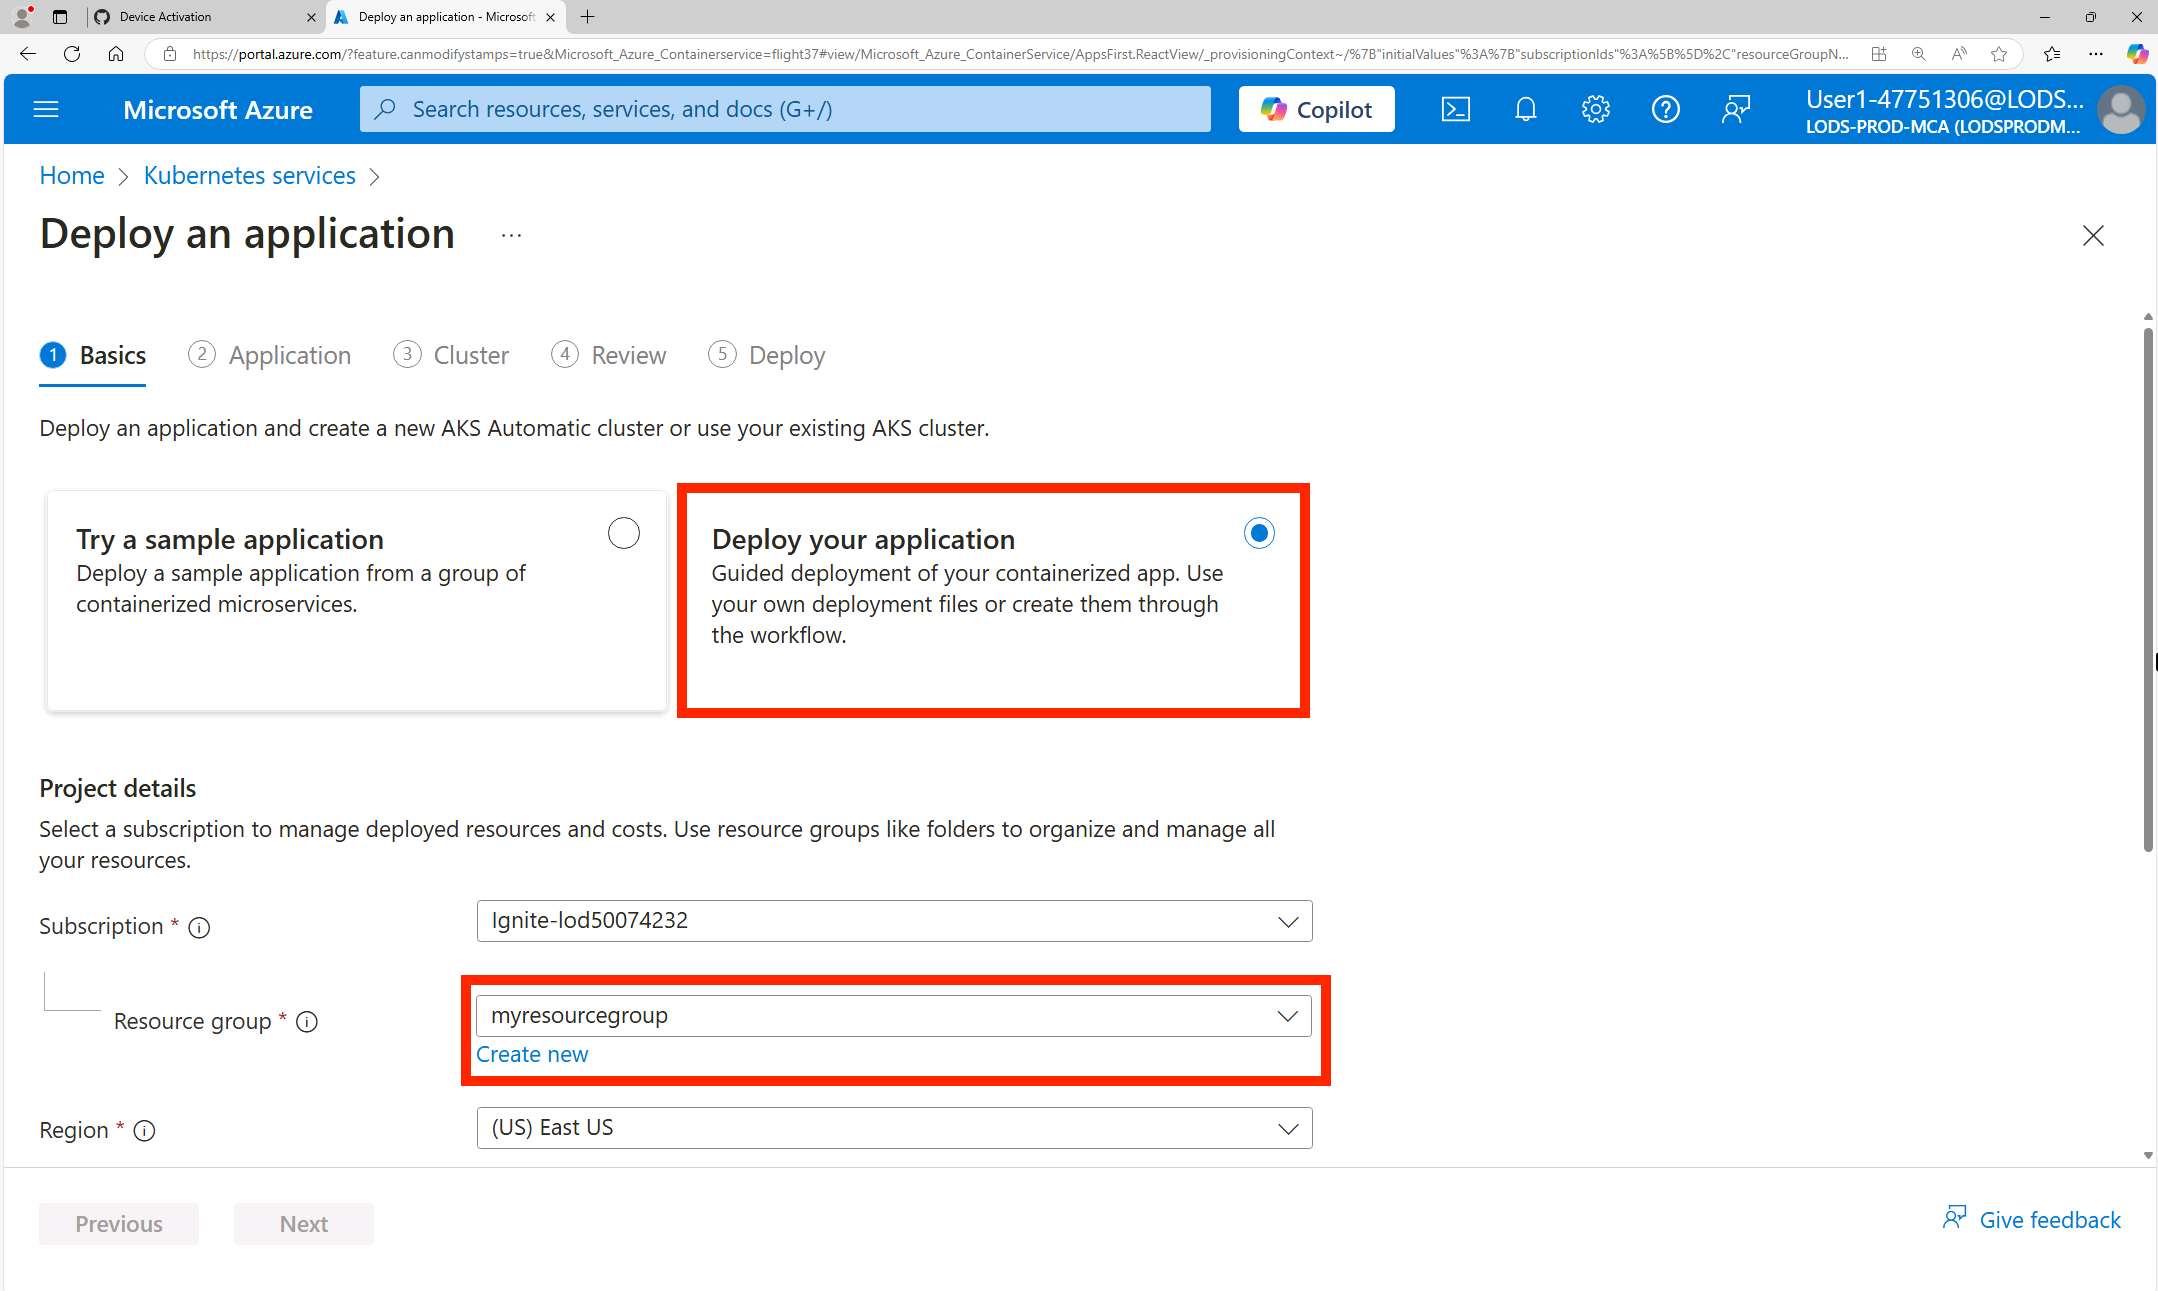 Device Activation
Deploy an application - Microsoft
https://portal.azure.com/?feature.canmodifystamps=true&Microsoft_Azure_Containerservice=flight37#view/Microsoft_Azure_ContainerService/AppsFirst.ReactView/_provisioningContext~/%7B"initialValues"%3A%7B"subscriptionIds"%3A%5B%5D%2C"resourceGroupN...
Microsoft Azure
Search resources, services, and docs (G+/)
Copilot
User1-47751306@LODS...
LODS-PROD-MCA (LODSPRODM...
Home > Kubernetes services >
Deploy an application ...
1 Basics
2 Application
3 Cluster
4 Review
5 Deploy
Deploy an application and create a new AKS Automatic cluster or use your existing AKS cluster.
Try a sample application
Deploy a sample application from a group of
containerized microservices.
Deploy your application
Guided deployment of your containerized app. Use
your own deployment files or create them through
the workflow.
Project details
Select a subscription to manage deployed resources and costs. Use resource groups like folders to organize and manage all
your resources.
Subscription *
Ignite-lod50074232
Resource group *
myresourcegroup
Create new
Region *
(US) East US
Previous
Next
Give feedback